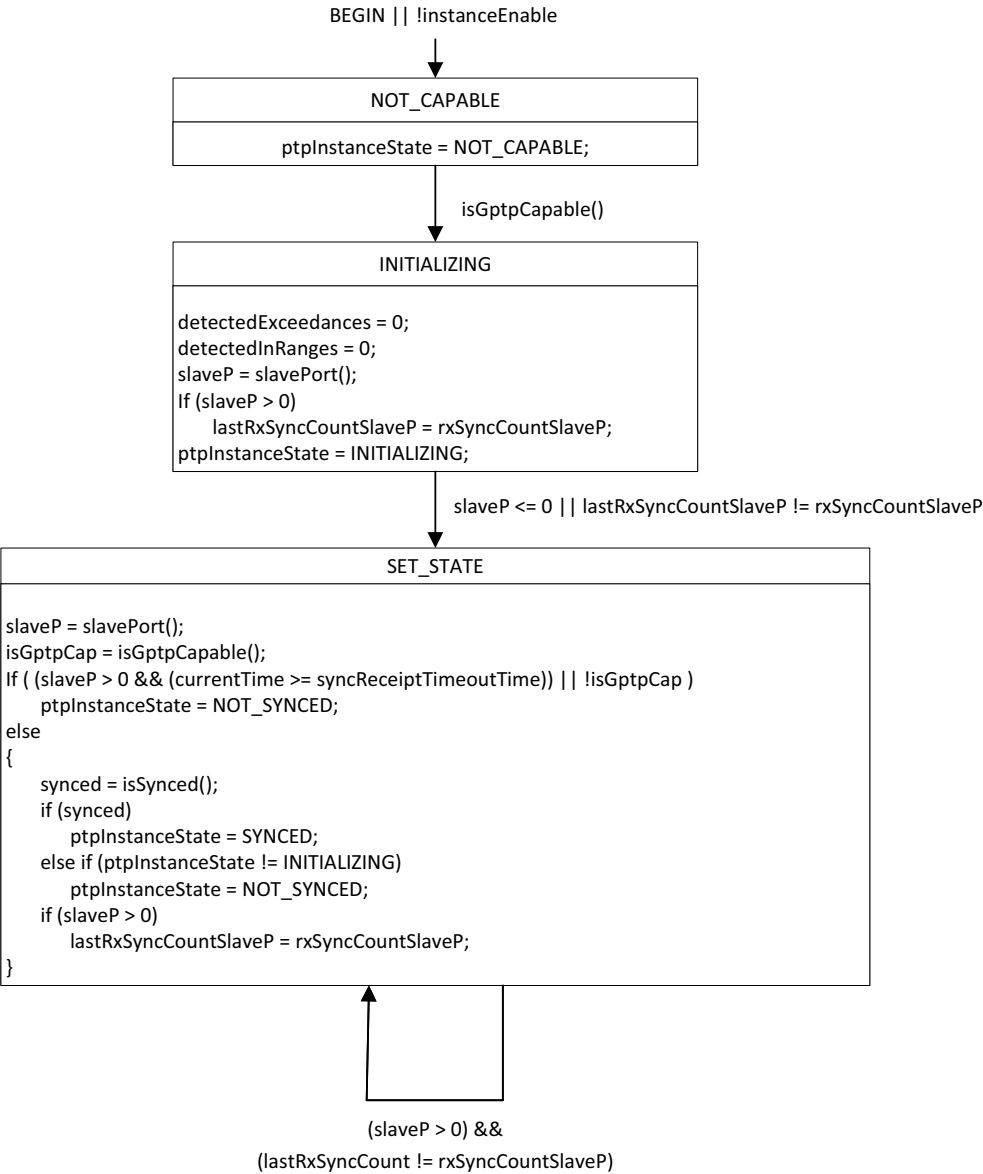 BEGIN || !instanceEnable
NOT_CAPABLE
ptpInstanceState = NOT_CAPABLE;
isGptpCapable()
INITIALIZING
detectedExceedances = 0;
detectedInRanges = 0;
slaveP = slavePort();
If (slaveP > 0)
lastRxSyncCountSlaveP = rxSyncCountSlaveP;
ptpInstanceState = INITIALIZING;
slaveP <= 0 || lastRxSyncCountSlaveP != rxSyncCountSlaveP
SET_STATE
slaveP = slavePort();
isGptpCap = isGptpCapable();
If ( (slaveP > 0 && (currentTime >= syncReceiptTimeoutTime)) || !isGptpCap )
ptpInstanceState = NOT_SYNCED;
else
{
synced = isSynced();
if (synced)
ptpInstanceState = SYNCED;
else if (ptpInstanceState != INITIALIZING)
ptpInstanceState = NOT_SYNCED;
if (slaveP > 0)
lastRxSyncCountSlaveP = rxSyncCountSlaveP;
}
(slaveP > 0) &&
(lastRxSyncCount != rxSyncCountSlaveP)